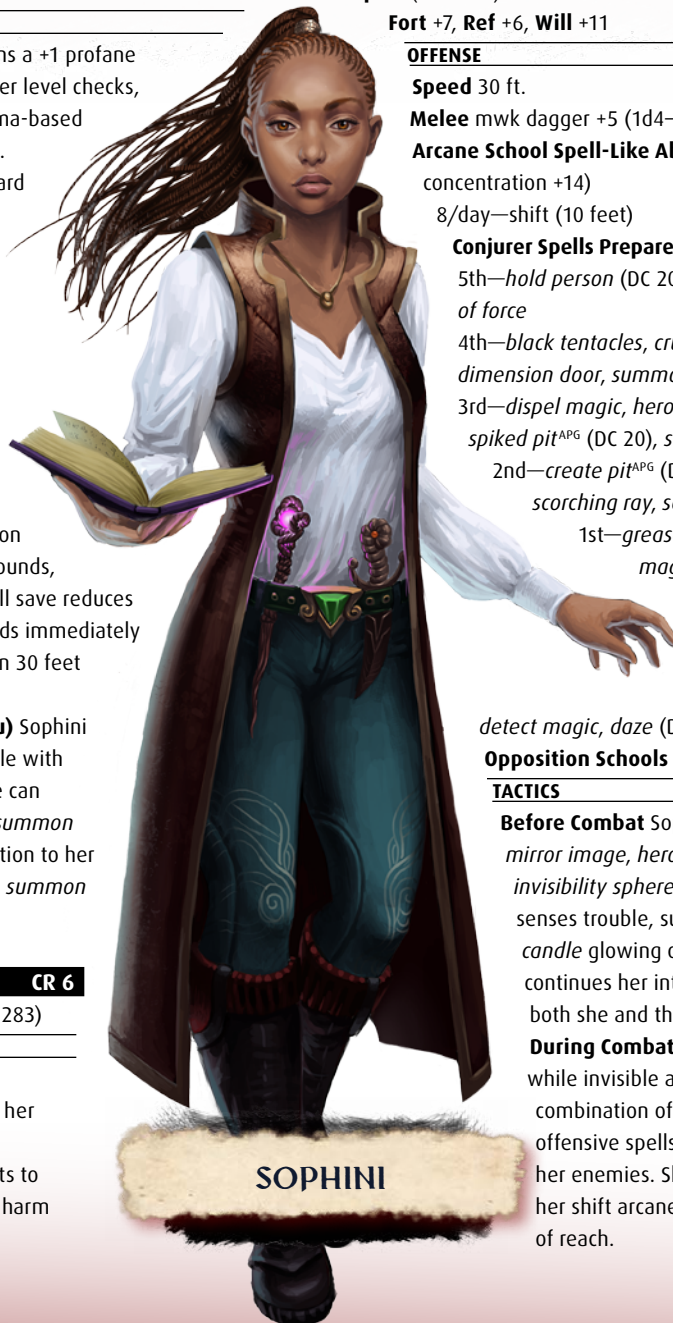 ns a +1 profane
er level checks,
ma-based
ard
on
ounds,
ll save reduces
ds immediately
n 30 feet
u) Sophini
le with
e can
summon
tion to her
summon
CR 6
283)
her
ts to
harm
Fort +7, Ref +6, Will +11
OFFENSE
Speed 30 ft.
Melee mwk dagger +5 (1d4–
Arcane School Spell-Like Al
concentration +14)
8/day—shift (10 feet)
Conjurer Spells Prepare
5th—hold person (DC 20
of force
4th—black tentacles, cru
dimension door, summo
3rd—dispel magic, hero
spiked pitAPG (DC 20), s
2nd—create pitAPG (D
scorching ray, s
1st—greas
mag
detect magic, daze (D
Opposition Schools
TACTICS
Before Combat So
mirror image, hero
invisibility sphere
senses trouble, su
candle glowing o
continues her int
both she and th
During Combat
while invisible a
combination of
offensive spells
her enemies. Sh
her shift arcane
of reach.
SOPHINI